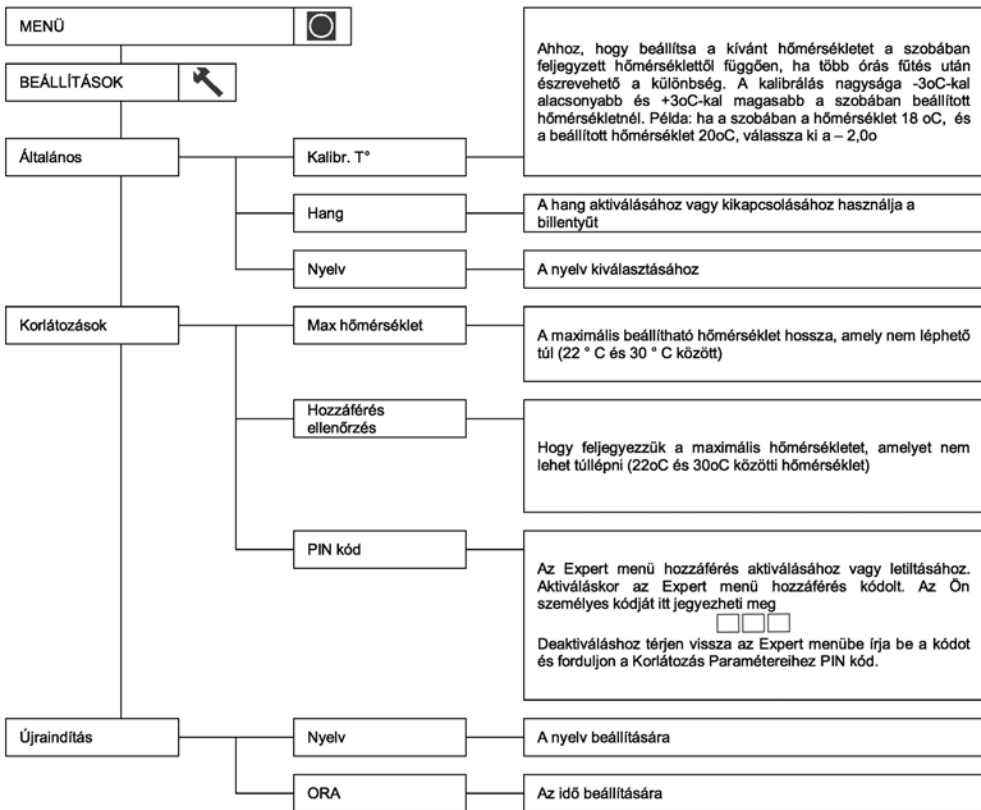 MENÜ
Ahhoz, hogy beállítsa a kívánt hőmérsékletet a szobában
feljegyzett hőmérséklettől függően, ha több órás fűtés után
észrevehető a különbség. A kalibrálás nagysága -3oC-kal
alacsonyabb és +3oC-kal magasabb a szobában beállított
hőmérsékletnél. Példa: ha a szobában a hőmérséklet 18 oC, és
a beállított hőmérséklet 20oC, válassza ki a – 2,0o
BEÁLLÍTÁSOK
Általános
Kalibr. T°
Hang
A hang aktiválásához vagy kikapcsolásához használja a
billentyűt
Nyelv
A nyelv kiválasztásához
Korlátozások
Max hőmérséklet
A maximális beállítható hőmérséklet hossza, amely nem léphető
túl (22 ° C és 30 ° C között)
Hozzáférés
ellenőrzés
Hogy feljegyezzük a maximális hőmérsékletet, amelyet nem
lehet túllépni (22oC és 30oC közötti hőmérséklet)
PIN kód
Az Expert menü hozzáférés aktiválásához vagy letiltásához.
Aktiváláskor az Expert menü hozzáférés kódolt. Az Ön
személyes kódját itt jegyezheti meg
Deaktiváláshoz térjen vissza az Expert menübe írja be a kódot
és forduljon a Korlátozás Paramétereihez PIN kód.
Újraindítás
Nyelv
A nyelv beállítására
ORA
Az idő beállítására